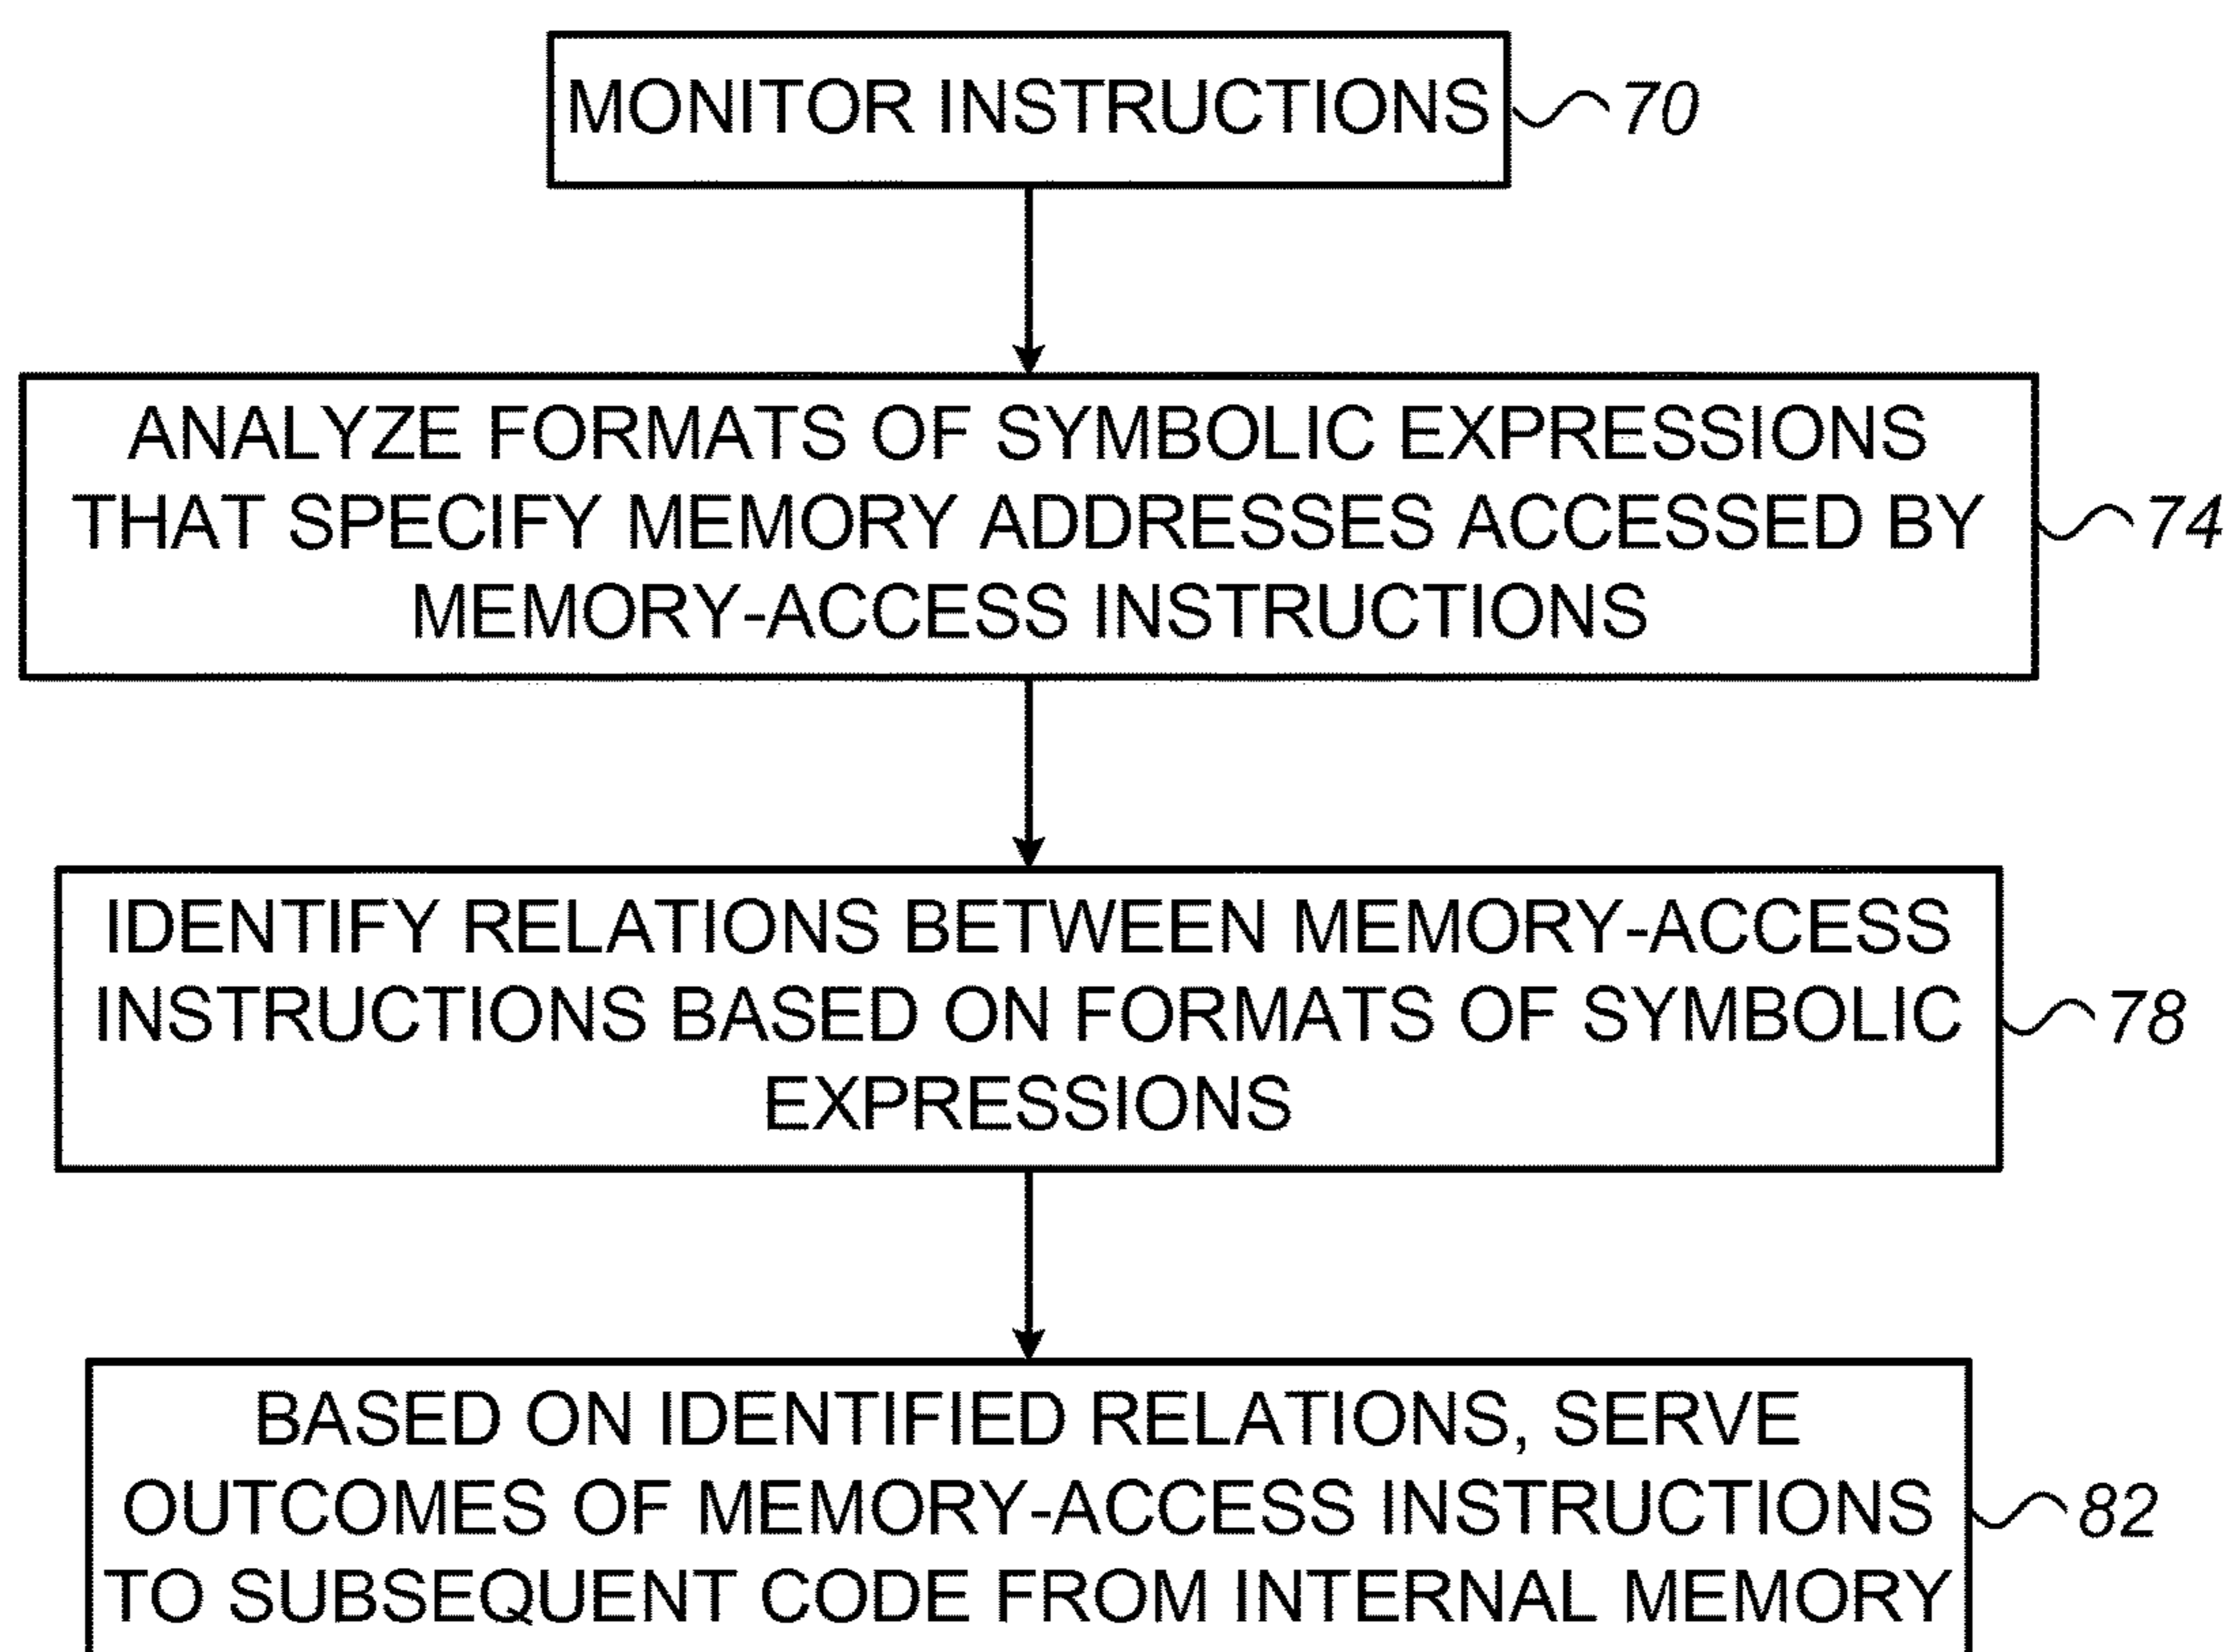 MONITOR INSTRUCTIONS
70
ANALYZE FORMATS OF SYMBOLIC EXPRESSIONS
THAT SPECIFY MEMORY ADDRESSES ACCESSED BY
MEMORY-ACCESS INSTRUCTIONS
74
IDENTIFY RELATIONS BETWEEN MEMORY-ACCESS
INSTRUCTIONS BASED ON FORMATS OF SYMBOLIC
EXPRESSIONS
78
BASED ON IDENTIFIED RELATIONS, SERVE
OUTCOMES OF MEMORY-ACCESS INSTRUCTIONS
TO SUBSEQUENT CODE FROM INTERNAL MEMORY
82